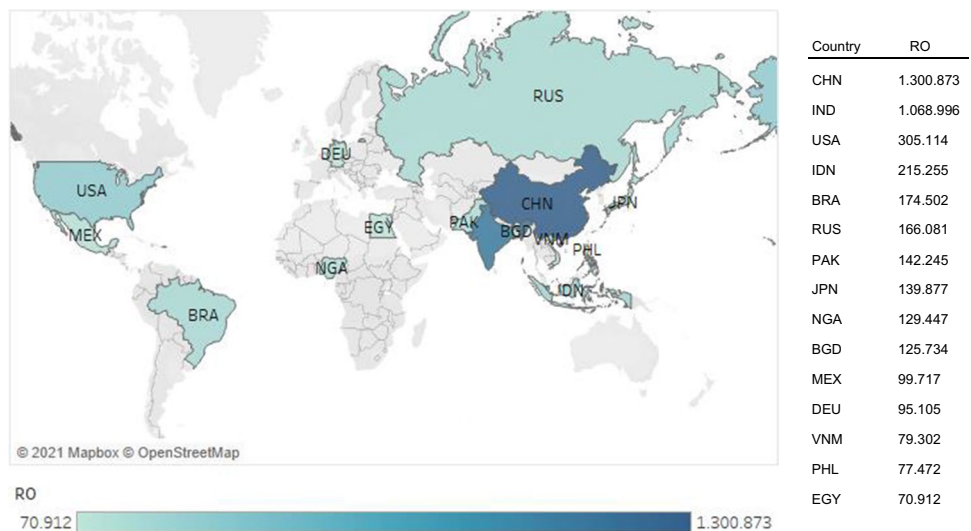 RUS
DEU
USA
CHN
JPN
MEX
EGY
PAK
BGD
VNM
PHL
NGA
IDN
BRA
© 2021 Mapbox © OpenStreetMap
RO
70.912 1.300.873
Country RO
CHN 1.300.873
IND 1.068.996
USA 305.114
IDN 215.255
BRA 174.502
RUS 166.081
PAK 142.245
JPN 139.877
NGA 129.447
BGD 125.734
MEX 99.717
DEU 95.105
VNM 79.302
PHL 77.472
EGY 70.912